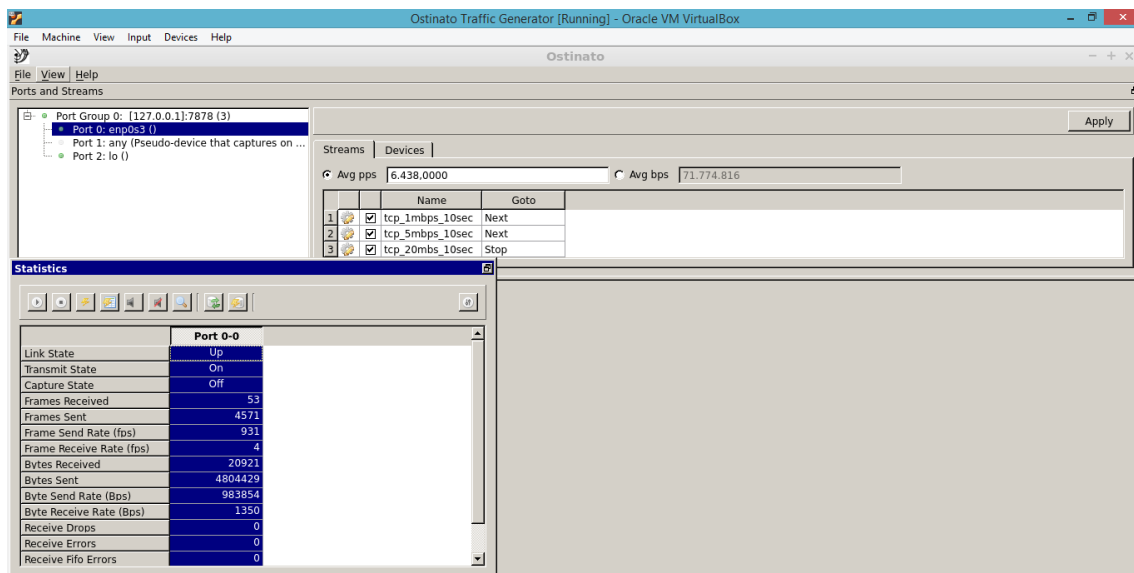 Ostinato Traffic Generator [Running] - Oracle VM VirtualBox
File Machine View Input Devices Help
Ostinato
File View Help
Ports and Streams
Port Group 0: [127.0.0.1]:7878 (3)
Port 0: enp0s3 ()
Port 1: any (Pseudo-device that captures on ...
Port 2: lo ()
Apply
Streams Devices
Avg pps 6.438,0000 Avg bps 71.774.816
Name Goto
1 tcp_1mbps_10sec Next
2 tcp_5mbps_10sec Next
3 tcp_20mbs_10sec Stop
Statistics
Port 0-0
Link State Up
Transmit State On
Capture State Off
Frames Received 53
Frames Sent 4571
Frame Send Rate (fps) 931
Frame Receive Rate (fps) 4
Bytes Received 20921
Bytes Sent 4804429
Byte Send Rate (Bps) 983854
Byte Receive Rate (Bps) 1350
Receive Drops 0
Receive Errors 0
Receive Fifo Errors 0